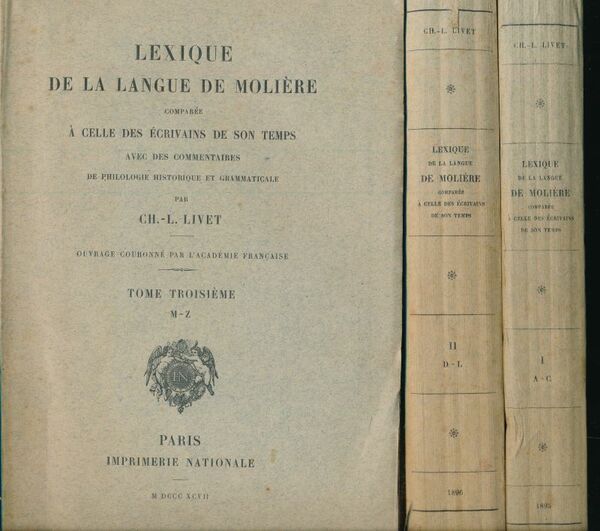 LEXIQUE
DE LA LANGUE DE MOLIÈRE
COMPARÉE
À CELLE DES ÉCRIVAINS DE SON TEMPS
AVEC DES COMMENTAIRES
DE PHILOLOGIE HISTORIQUE ET GRAMMATICALE
PAR
CH.-L. LIVET
OUVRAGE COURONNÉ PAR L'ACADÉMIE FRANÇAISE
TOME TROISIÈME
M-Z
IN
PARIS
IMPRIMERIE NATIONALE
M DCCC XCVII
CH.-L. LIVET
LEXIQUE
DE LA LANGUE
DE MOLIÈRE
COMPARÉE
À CELLE DES ÉCRIVAINS
DE SON TEMPS
II
D-L
1896
CH.-L. LIVET
LEXIQUE
DE LA LANGUE
DE MOLIÈRE
COMPARÉE
À CELLE DES ÉCRIVAINS
DE SON TEMPS
I
A-C
1895